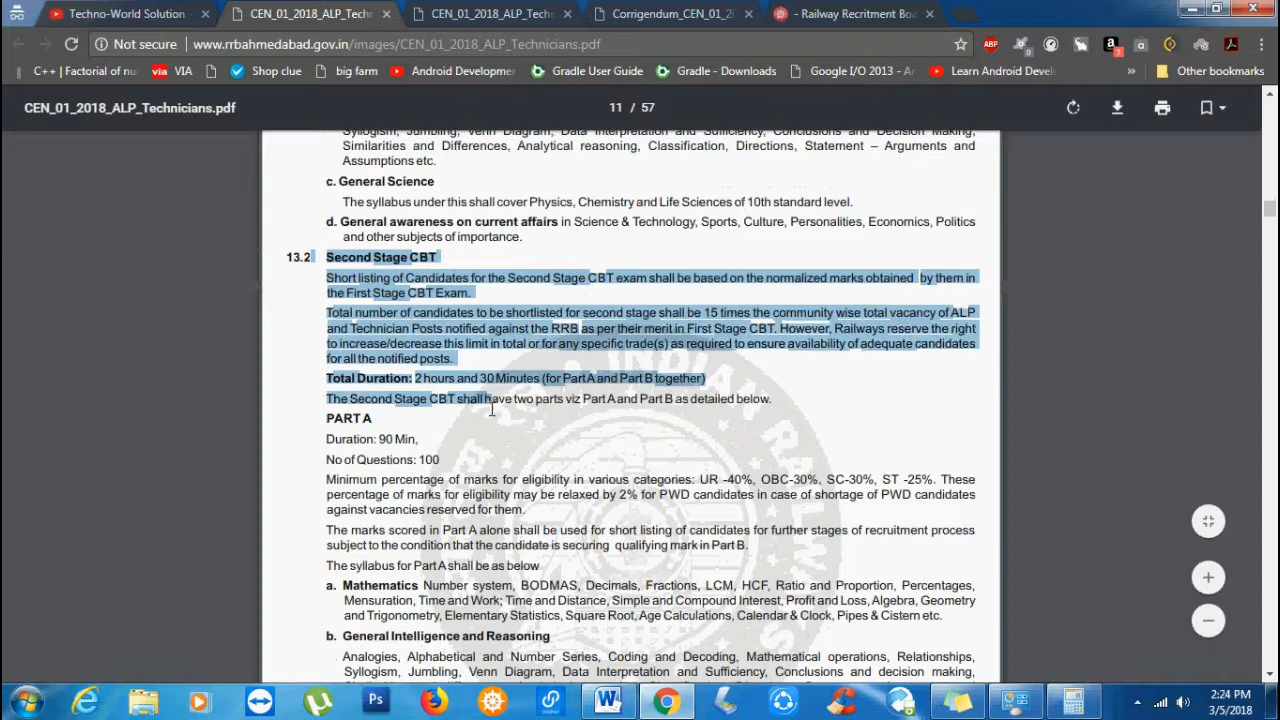 Techno-World Solution
CEN_01_2018_ALP_Techn
CEN_01_2018_ALP_Techn
Corrigendum_CEN_01_2
- Railway Recritment Boa
Not secure
www.rrbahmedabad.gov.in/images/CEN_01_2018_ALP_Technicians.pdf
ABP
7
C++ | Factorial of nu
via VIA
Shop clue
big farm
Android Developme
Gradle User Guide
Gradle - Downloads
Google I/O 2013 - A
Learn Android Deve
»
Other bookmarks
CEN_01_2018_ALP_Technicians.pdf
11 / 57
Syllogism, Jumbling, Venn Diagram, Data Interpretation and Sufficiency, Conclusions and Decision Making,
Similarities and Differences, Analytical reasoning, Classification, Directions, Statement – Arguments and
Assumptions etc.
c. General Science
The syllabus under this shall cover Physics, Chemistry and Life Sciences of 10th standard level.
d. General awareness on current affairs in Science & Technology, Sports, Culture, Personalities, Economics, Politics
and other subjects of importance.
13.2 Second Stage CBT
Short listing of Candidates for the Second Stage CBT exam shall be based on the normalized marks obtained by them in
the First Stage CBT Exam.
Total number of candidates to be shortlisted for second stage shall be 15 times the community wise total vacancy of ALP
and Technician Posts notified against the RRB as per their merit in First Stage CBT. However, Railways reserve the right
to increase/decrease this limit in total or for any specific trade(s) as required to ensure availability of adequate candidates
for all the notified posts.
Total Duration: 2 hours and 30 Minutes (for Part A and Part B together)
The Second Stage CBT shall have two parts viz Part A and Part B as detailed below.
PART A
Duration: 90 Min,
No of Questions: 100
Minimum percentage of marks for eligibility in various categories: UR -40%, OBC-30%, SC-30%, ST -25%. These
percentage of marks for eligibility may be relaxed by 2% for PWD candidates in case of shortage of PWD candidates
against vacancies reserved for them.
The marks scored in Part A alone shall be used for short listing of candidates for further stages of recruitment process
subject to the condition that the candidate is securing qualifying mark in Part B.
The syllabus for Part A shall be as below
a. Mathematics Number system, BODMAS, Decimals, Fractions, LCM, HCF, Ratio and Proportion, Percentages,
Mensuration, Time and Work; Time and Distance, Simple and Compound Interest, Profit and Loss, Algebra, Geometry
and Trigonometry, Elementary Statistics, Square Root, Age Calculations, Calendar & Clock, Pipes & Cistern etc.
b. General Intelligence and Reasoning
Analogies, Alphabetical and Number Series, Coding and Decoding, Mathematical operations, Relationships,
Syllogism, Jumbling, Venn Diagram, Data Interpretation and Sufficiency, Conclusions and decision making,
Ps
2:24 PM
3/5/2018